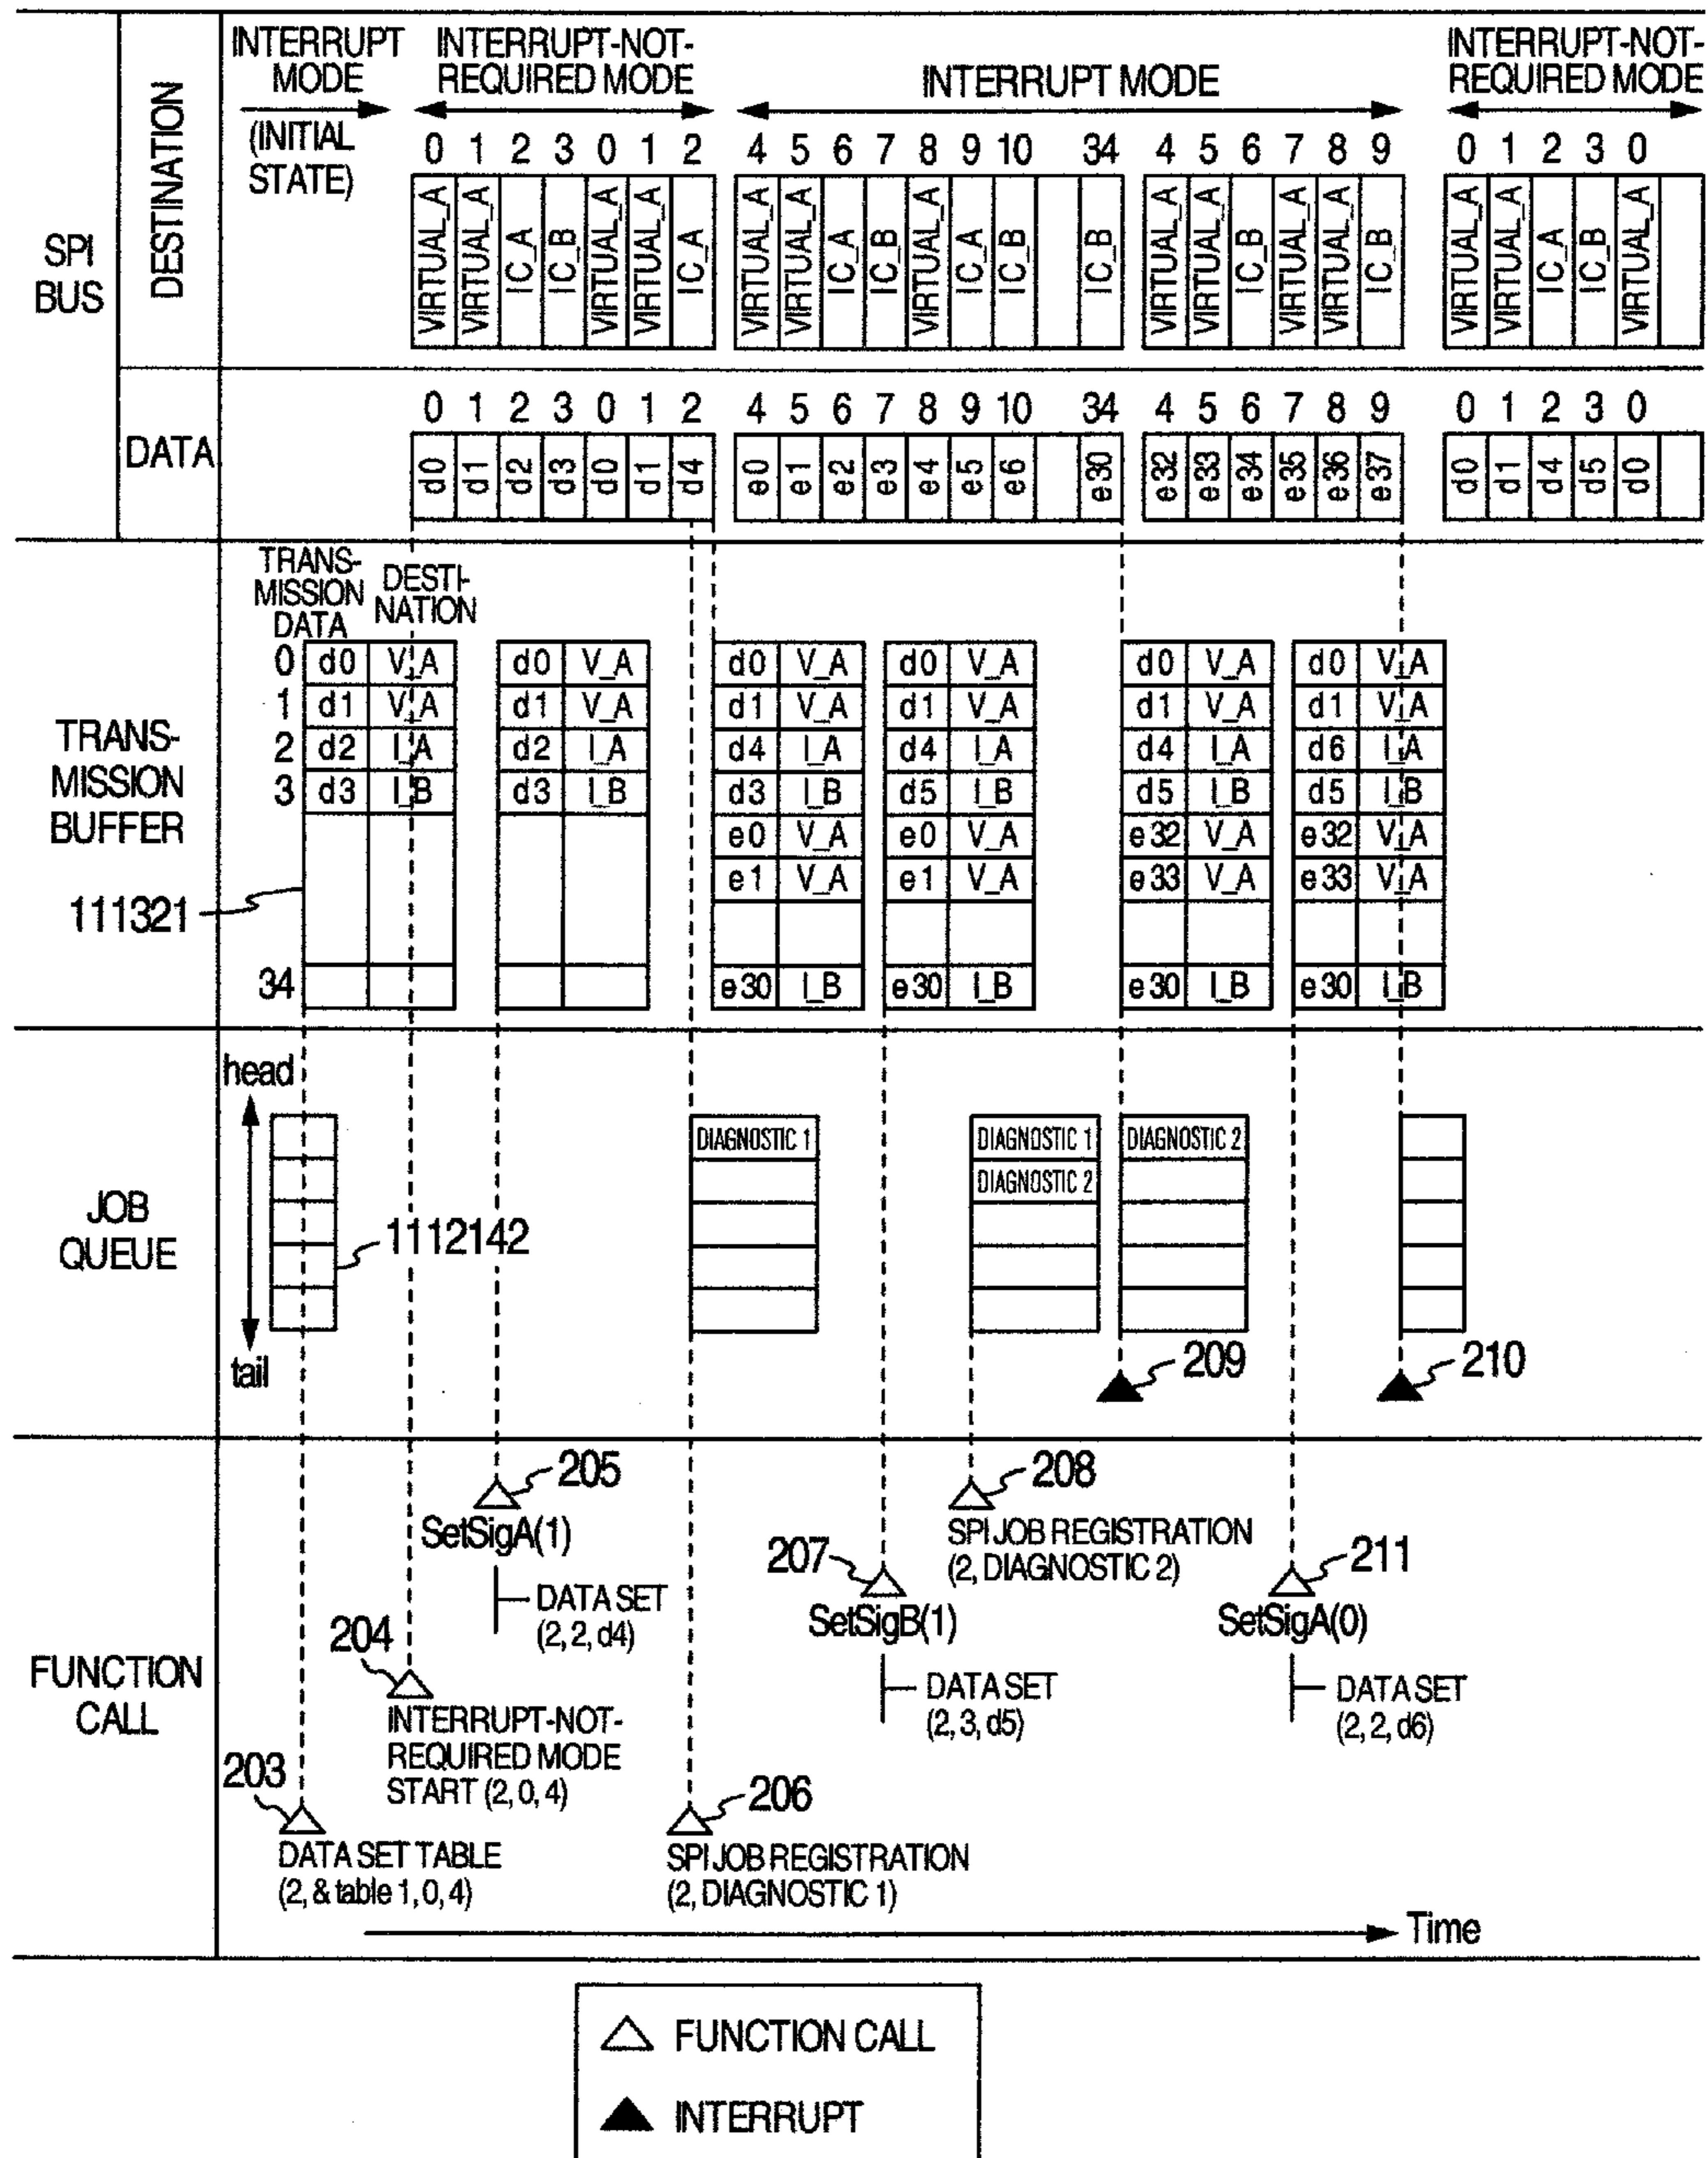 INTERRUPT MODE
(INITIAL STATE)
INTERRUPT-NOT-REQUIRED MODE
INTERRUPT MODE
INTERRUPT-NOT-REQUIRED MODE
SPI BUS
DESTINATION
0 1 2 3 0 1 2 4 5 6 7 8 9 10 34 4 5 6 7 8 9 0 1 2 3 0
VIRTUAL_A VIRTUAL_A IC_A IC_B VIRTUAL_A VIRTUAL_A IC_A VIRTUAL_A VIRTUAL_A IC_A IC_B VIRTUAL_A IC_A IC_B IC_B VIRTUAL_A VIRTUAL_A IC_B VIRTUAL_A VIRTUAL_A IC_B VIRTUAL_A VIRTUAL_A IC_A IC_B VIRTUAL_A
DATA
0 1 2 3 0 1 2 4 5 6 7 8 9 10 34 4 5 6 7 8 9 0 1 2 3 0
d0 d1 d2 d3 d0 d1 d4 e0 e1 e2 e3 e4 e5 e6 e30 e32 e33 e34 e35 e36 e37 d0 d1 d4 d5 d0
TRANS-
MISSION
DATA
DESTI-
NATION
TRANS-
MISSION
BUFFER
0 d0 V_A d0 V_A d0 V_A d0 V_A d0 V_A d0 V_A
1 d1 V_A d1 V_A d1 V_A d1 V_A d1 V_A d1 V_A
2 d2 I_A d2 I_A d4 I_A d4 I_A d4 I_A d6 I_A
3 d3 I_B d3 I_B d3 I_B d5 I_B d5 I_B d5 I_B
e0 V_A e0 V_A e32 V_A e32 V_A
e1 V_A e1 V_A e33 V_A e33 V_A
111321
34 e30 I_B e30 I_B e30 I_B e30 I_B
head
DIAGNOSTIC 1 DIAGNOSTIC 1 DIAGNOSTIC 2
DIAGNOSTIC 2
JOB
QUEUE
1112142
tail
209
210
FUNCTION
CALL
205
SetSigA(1)
DATA SET
(2, 2, d4)
208
SPI JOB REGISTRATION
(2, DIAGNOSTIC 2)
207
SetSigB(1)
DATA SET
(2, 3, d5)
211
SetSigA(0)
DATA SET
(2, 2, d6)
204
INTERRUPT-NOT-
REQUIRED MODE
START (2, 0, 4)
203
DATA SET TABLE
(2, & table 1, 0, 4)
206
SPI JOB REGISTRATION
(2, DIAGNOSTIC 1)
Time
FUNCTION CALL
INTERRUPT